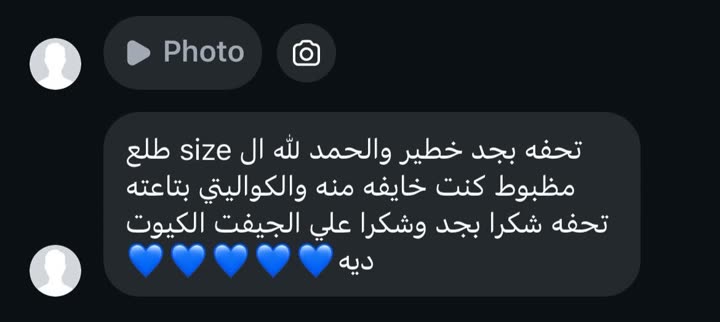 Photo
تحفه بجد خطير والحمد لله ال size طلع
مظبوط كنت خايفه منه والكواليتي بتاعته
تحفه شكرا بجد وشكرا علي الجيفت الكيوت
ديه💙💙💙💙💙